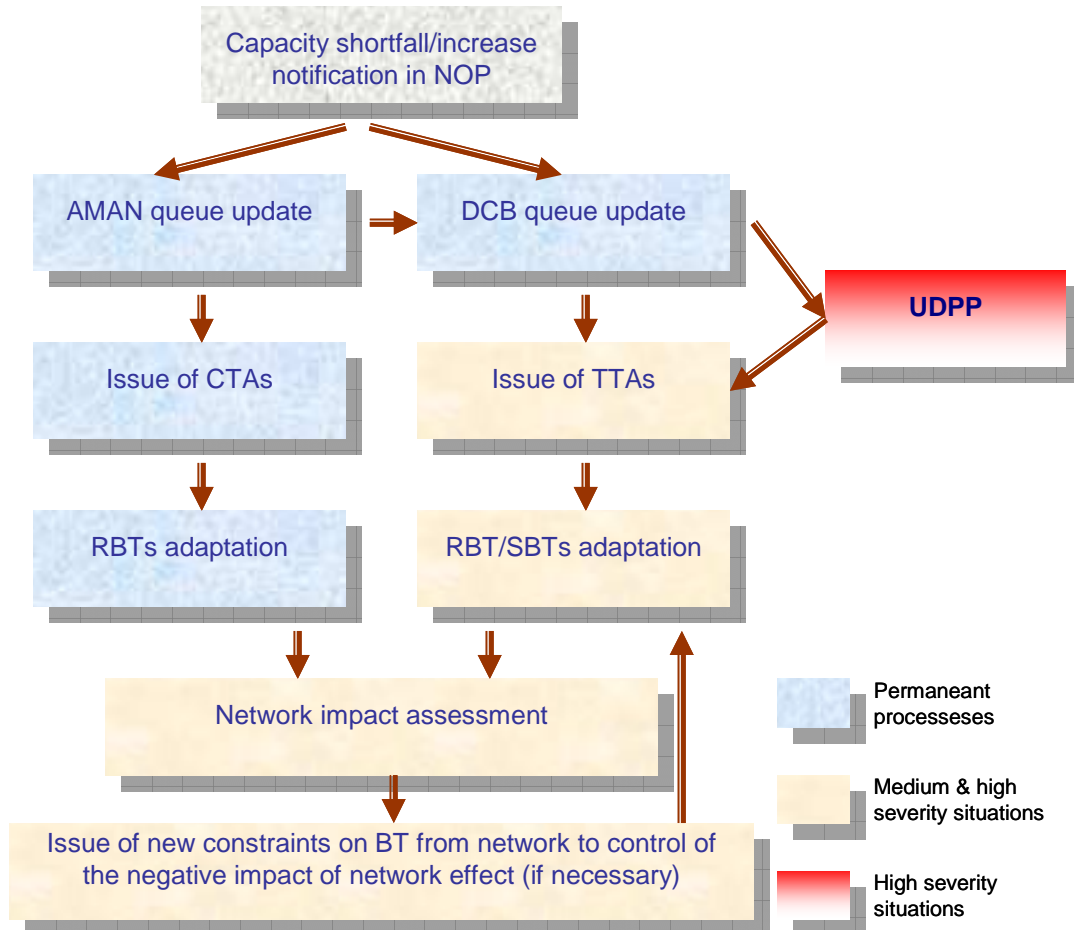 Capacity shortfall/increase
notification in NOP
AMAN queue update
DCB queue update
UDPP
Issue of CTAs
Issue of TTAs
RBTs adaptation
RBT/SBTs adaptation
Network impact assessment
Issue of new constraints on BT from network to control of
the negative impact of network effect (if necessary)
Permaneant
processeses
Medium & high
severity situations
High severity
situations